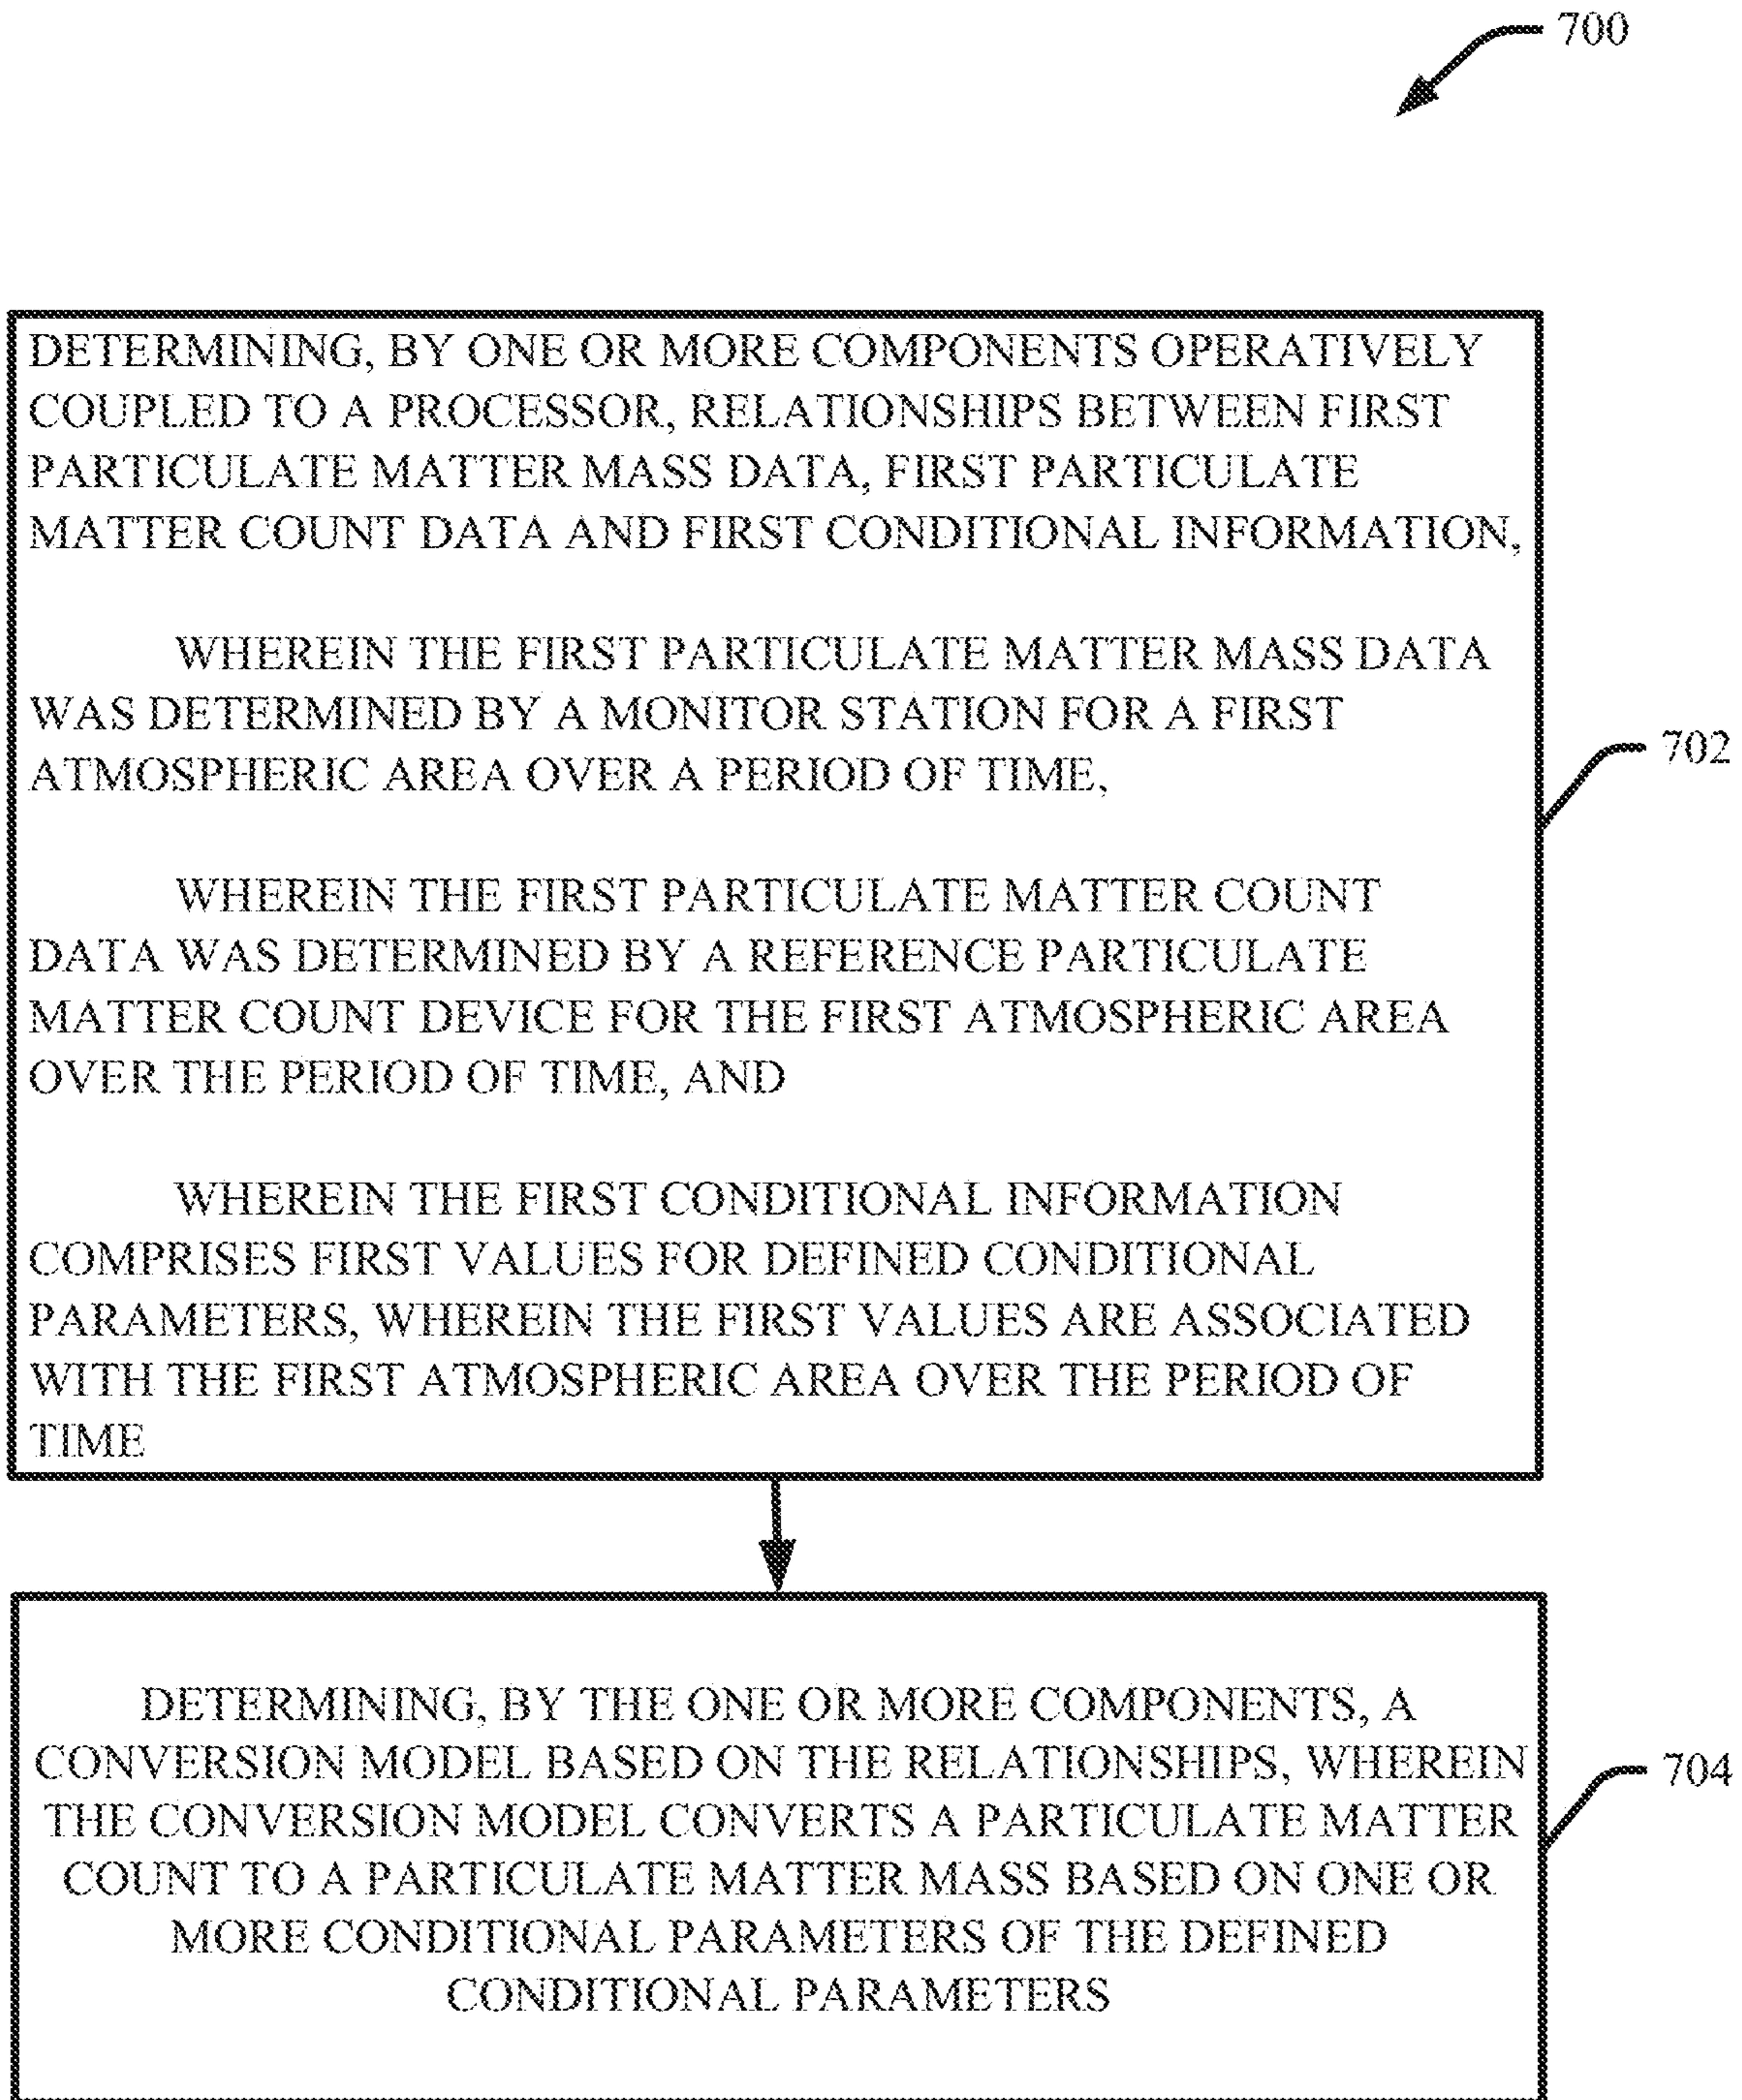 700
DETERMINING, BY ONE OR MORE COMPONENTS OPERATIVELY
COUPLED TO A PROCESSOR, RELATIONSHIPS BETWEEN FIRST
PARTICULATE MATTER MASS DATA, FIRST PARTICULATE
MATTER COUNT DATA AND FIRST CONDITIONAL INFORMATION,
WHEREIN THE FIRST PARTICULATE MATTER MASS DATA
WAS DETERMINED BY A MONITOR STATION FOR A FIRST
ATMOSPHERIC AREA OVER A PERIOD OF TIME,
WHEREIN THE FIRST PARTICULATE MATTER COUNT
DATA WAS DETERMINED BY A REFERENCE PARTICULATE
MATTER COUNT DEVICE FOR THE FIRST ATMOSPHERIC AREA
OVER THE PERIOD OF TIME, AND
WHEREIN THE FIRST CONDITIONAL INFORMATION
COMPRISES FIRST VALUES FOR DEFINED CONDITIONAL
PARAMETERS, WHEREIN THE FIRST VALUES ARE ASSOCIATED
WITH THE FIRST ATMOSPHERIC AREA OVER THE PERIOD OF
TIME
702
DETERMINING, BY THE ONE OR MORE COMPONENTS, A
CONVERSION MODEL BASED ON THE RELATIONSHIPS, WHEREIN
THE CONVERSION MODEL CONVERTS A PARTICULATE MATTER
COUNT TO A PARTICULATE MATTER MASS BASED ON ONE OR
MORE CONDITIONAL PARAMETERS OF THE DEFINED
CONDITIONAL PARAMETERS
704